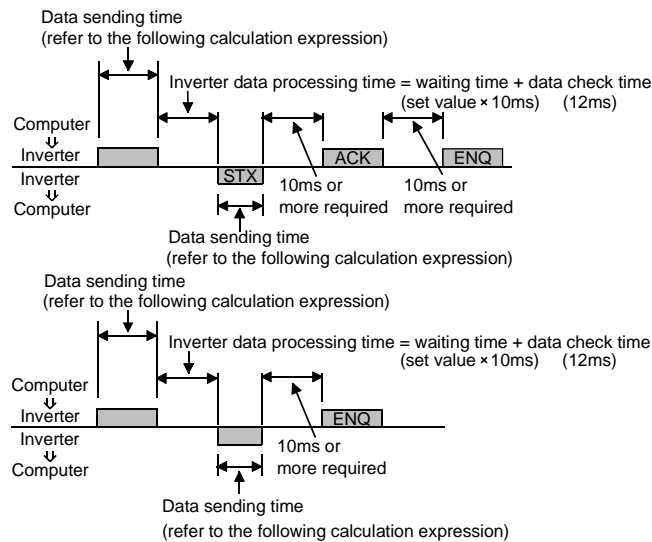 Data sending time
(refer to the following calculation expression)
Inverter data processing time = waiting time + data check time
(set value × 10ms) (12ms)
Computer
⇓
Inverter
ACK
ENQ
Inverter
⇓
Computer
STX
10ms or
more required
10ms or
more required
Data sending time
(refer to the following calculation expression)
Data sending time
(refer to the following calculation expression)
Inverter data processing time = waiting time + data check time
(set value × 10ms) (12ms)
Computer
⇓
Inverter
ENQ
Inverter
⇓
Computer
10ms or
more required
Data sending time
(refer to the following calculation expression)